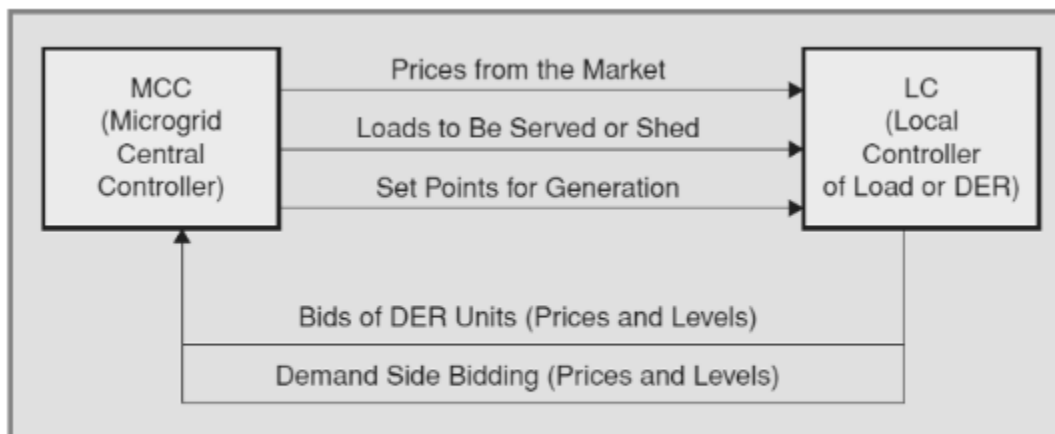 MCC
(Microgrid
Central
Controller)
Prices from the Market
Loads to Be Served or Shed
Set Points for Generation
LC
(Local
Controller
of Load or DER)
Bids of DER Units (Prices and Levels)
Demand Side Bidding (Prices and Levels)